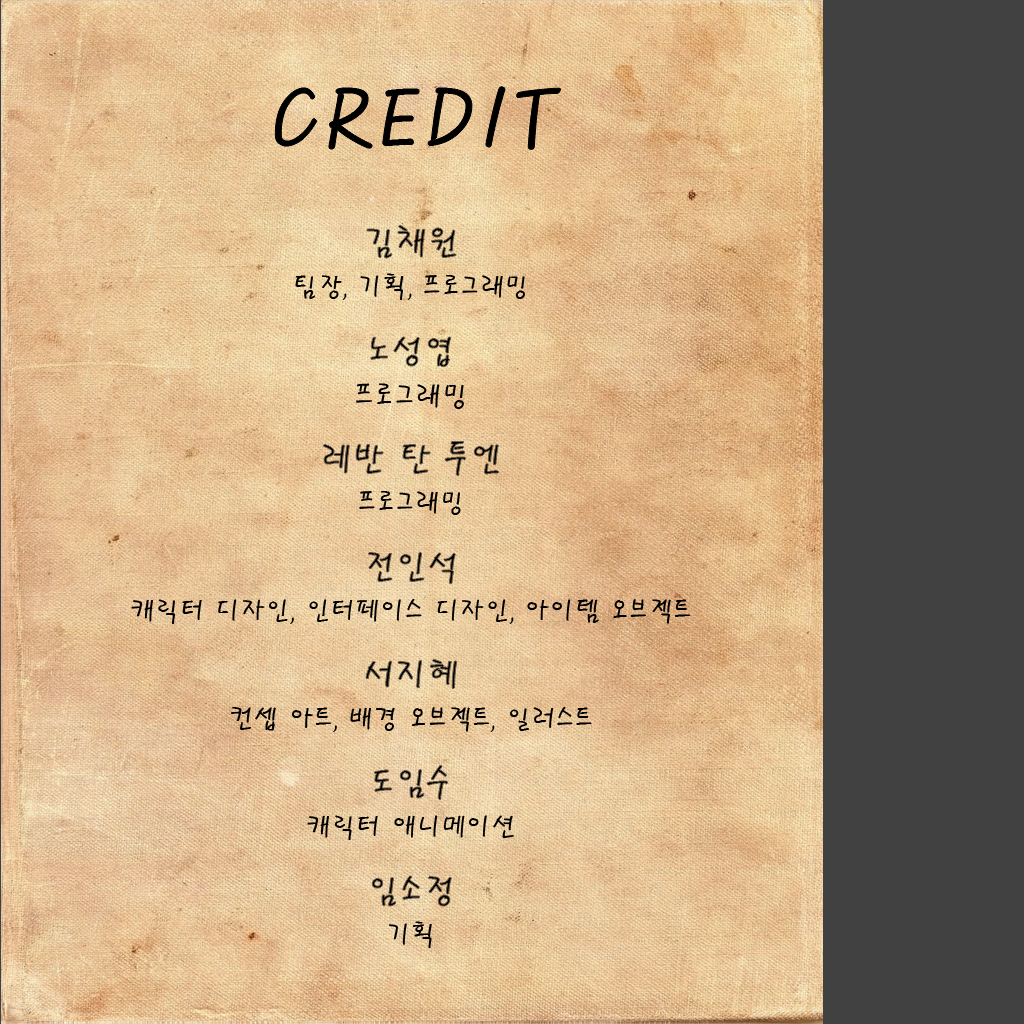 CREDIT
김채원
팀장, 기획, 프로그래밍
노성엽
프로그래밍
레반 탄 투엔
프로그래밍
전인석
캐릭터 디자인, 인터페이스 디자인, 아이템 오브젝트
서지혜
컨셉 아트, 배경 오브젝트, 일러스트
도임수
캐릭터 애니메이션
임소정
기획